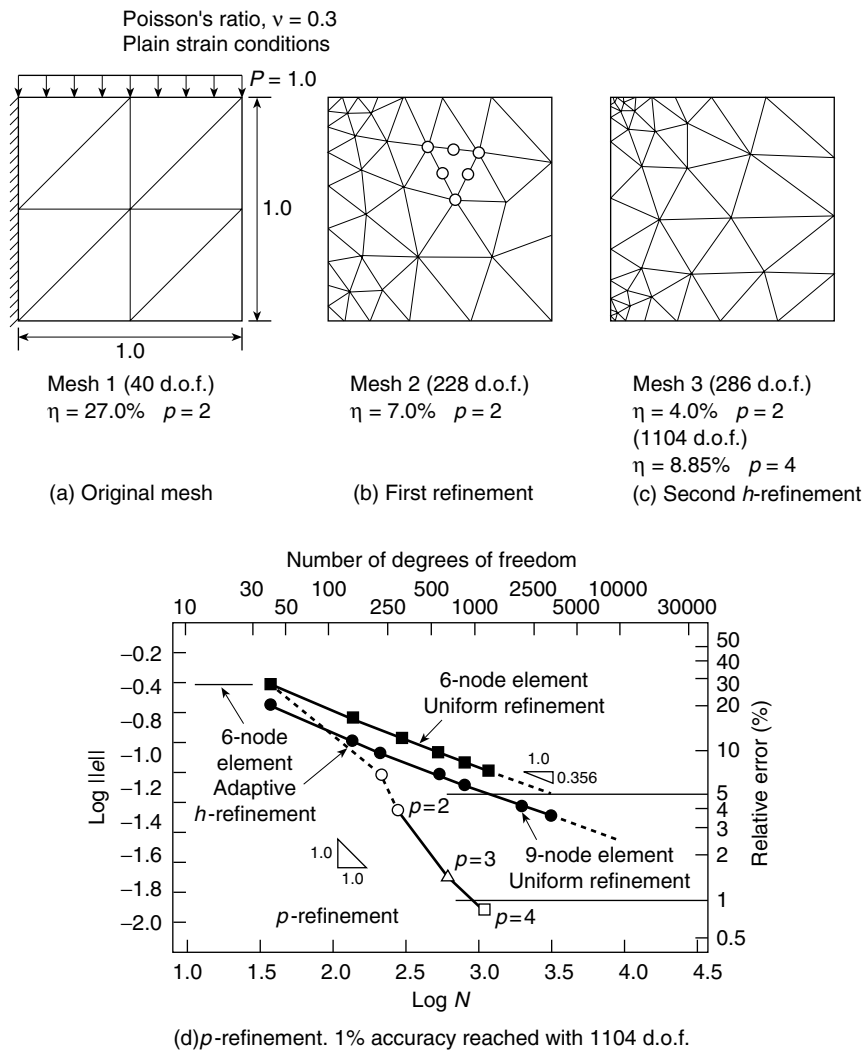 Poisson's ratio, ν = 0.3
Plain strain conditions
P = 1.0
1.0
1.0
Mesh 1 (40 d.o.f.)
η = 27.0% p = 2
(a) Original mesh
Mesh 2 (228 d.o.f.)
η = 7.0% p = 2
(b) First refinement
Mesh 3 (286 d.o.f.)
η = 4.0% p = 2
(1104 d.o.f.)
η = 8.85% p = 4
(c) Second h-refinement
Number of degrees of freedom
10 30 50 100 250 300 500 1000 1200 2500 3000 5000 10000 30000
Log ||e||
–0.2
–0.4
–0.6
–0.8
–1.0
–1.2
–1.4
–1.6
–1.8
–2.0
6-node element
Uniform refinement
6-node
element
Adaptive
h-refinement
1.0
0.356
p=2
1.0
1.0
p=3
9-node element
Uniform refinement
p-refinement
p=4
50
40
30
20
10
5
4
3
2
1
0.5
Relative error (%)
1.0 1.5 2.0 2.5 3.0 3.5 4.0 4.5
Log N
(d)p-refinement. 1% accuracy reached with 1104 d.o.f.